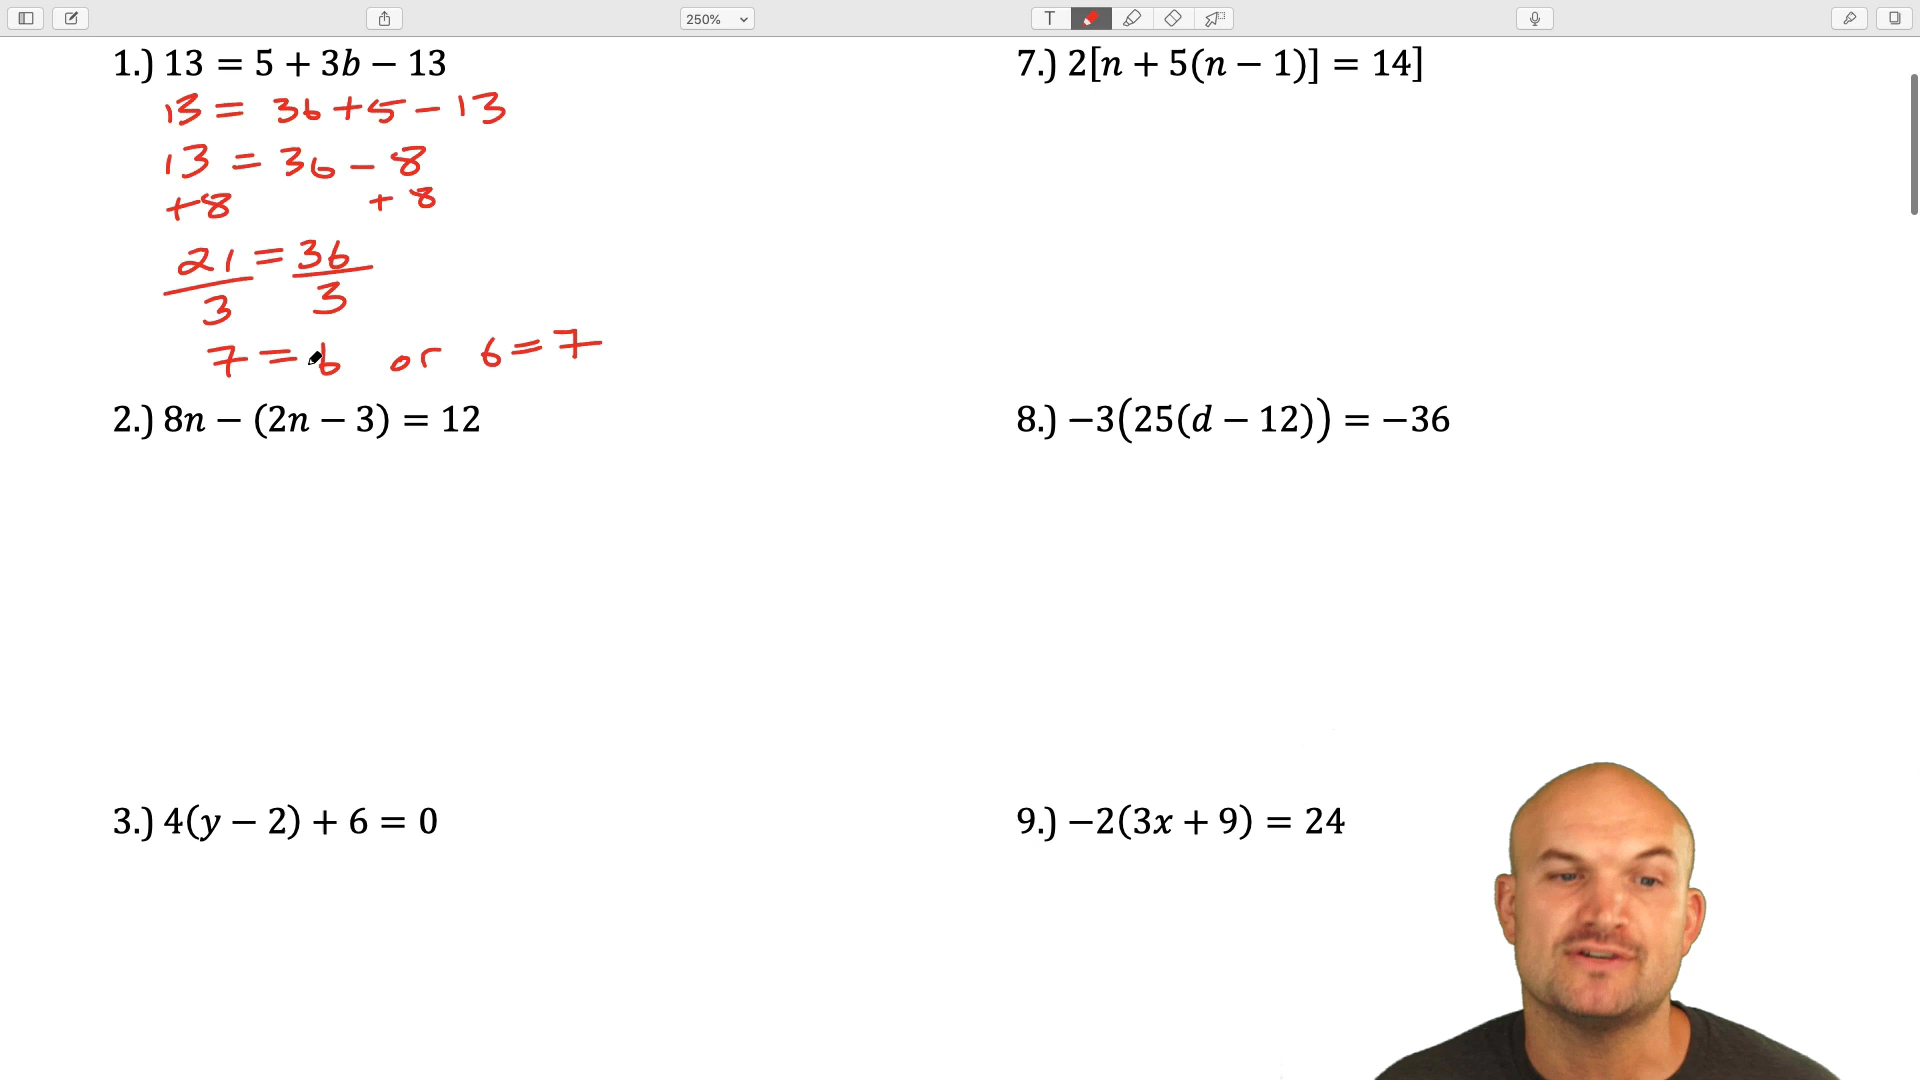 250%
T
1.) 13 = 5 + 3b − 13
13 = 3b + 5 − 13
13 = 3b − 8
+8 + 8
21 = 3b
3 3
7 = b or b = 7
2.) 8n − (2n − 3) = 12
3.) 4(y − 2) + 6 = 0
7.) 2[n + 5(n − 1)] = 14]
8.) −3(25(d − 12)) = −36
9.) −2(3x + 9) = 24